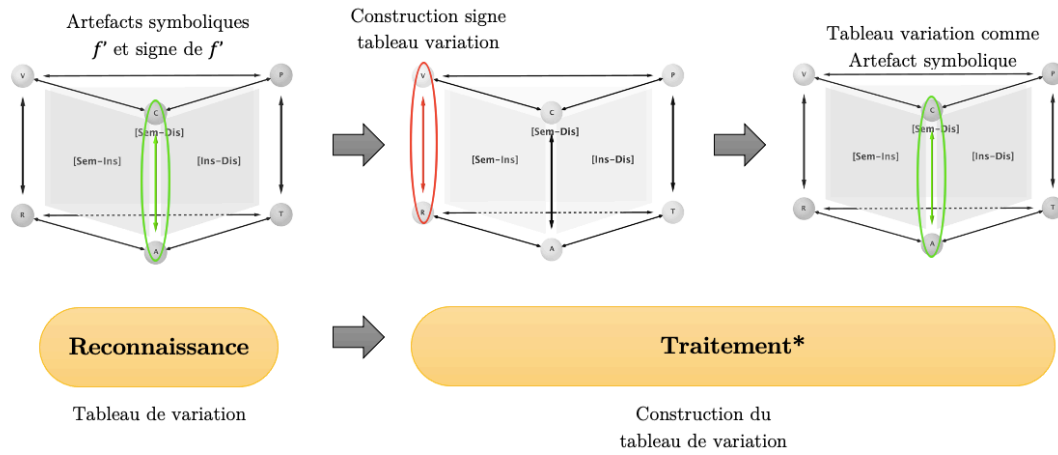 Artefacts symboliques
f' et signe de f'
Construction signe
tableau variation
Tableau variation comme
Artefact symbolique
V
P
C
[Sem-Dis]
[Sem-Ins]
[Ins-Dis]
R
T
A
V
P
C
[Sem-Dis]
[Sem-Ins]
[Ins-Dis]
R
T
A
V
P
C
[Sem-Dis]
[Sem-Ins]
[Ins-Dis]
R
T
A
Reconnaissance
Traitement*
Tableau de variation
Construction du
tableau de variation